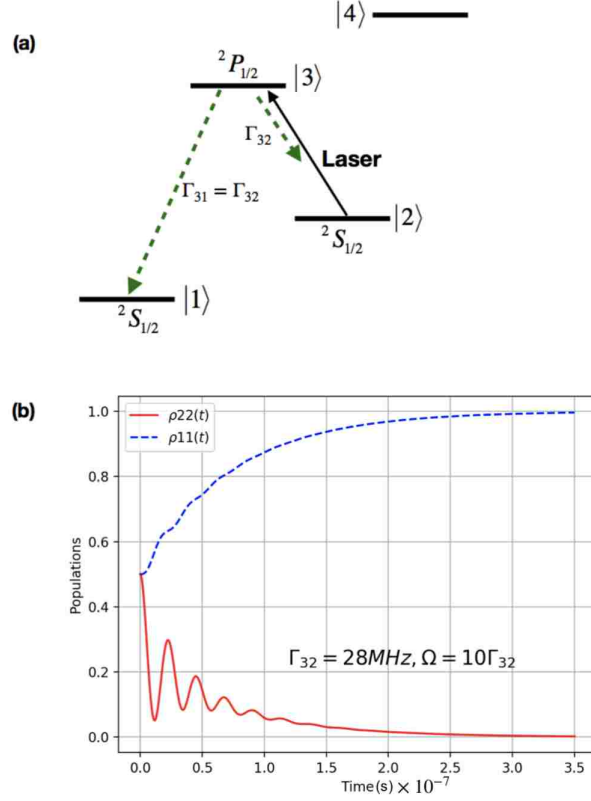 |4⟩
(a)
²P₁/₂
|3⟩
Γ₃₂
Laser
Γ₃₁ = Γ₃₂
|2⟩
²S₁/₂
|1⟩
²S₁/₂
(b)
ρ22(t)
ρ11(t)
1.0
0.8
0.6
0.4
0.2
0.0
Populations
Γ₃₂ = 28MHz, Ω = 10Γ₃₂
0.0 0.5 1.0 1.5 2.0 2.5 3.0 3.5
Time(s) × 10⁻⁷